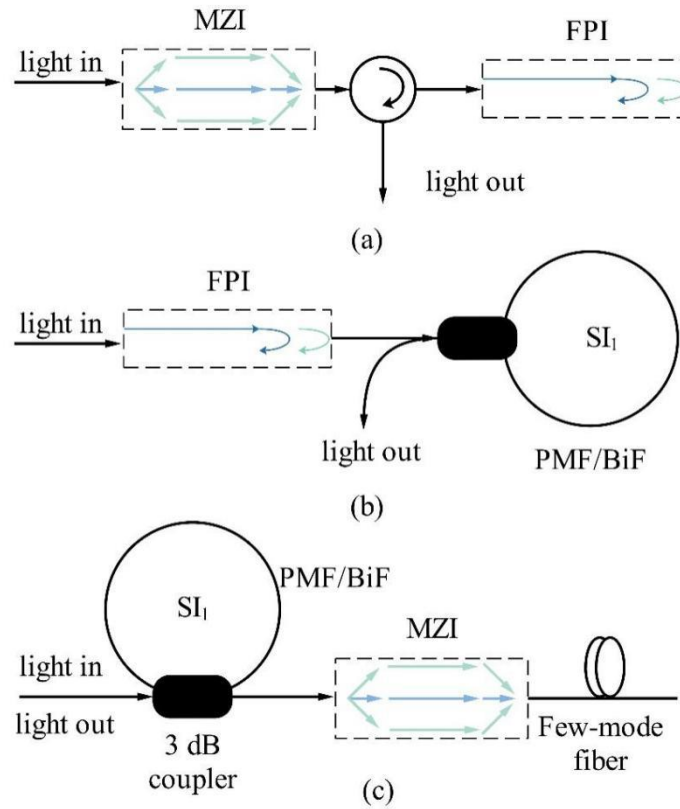 MZI
FPI
light in
light out
(a)
FPI
light in
SI₁
light out
PMF/BiF
(b)
PMF/BiF
SI₁
MZI
light in
light out
3 dB
coupler
Few-mode
fiber
(c)